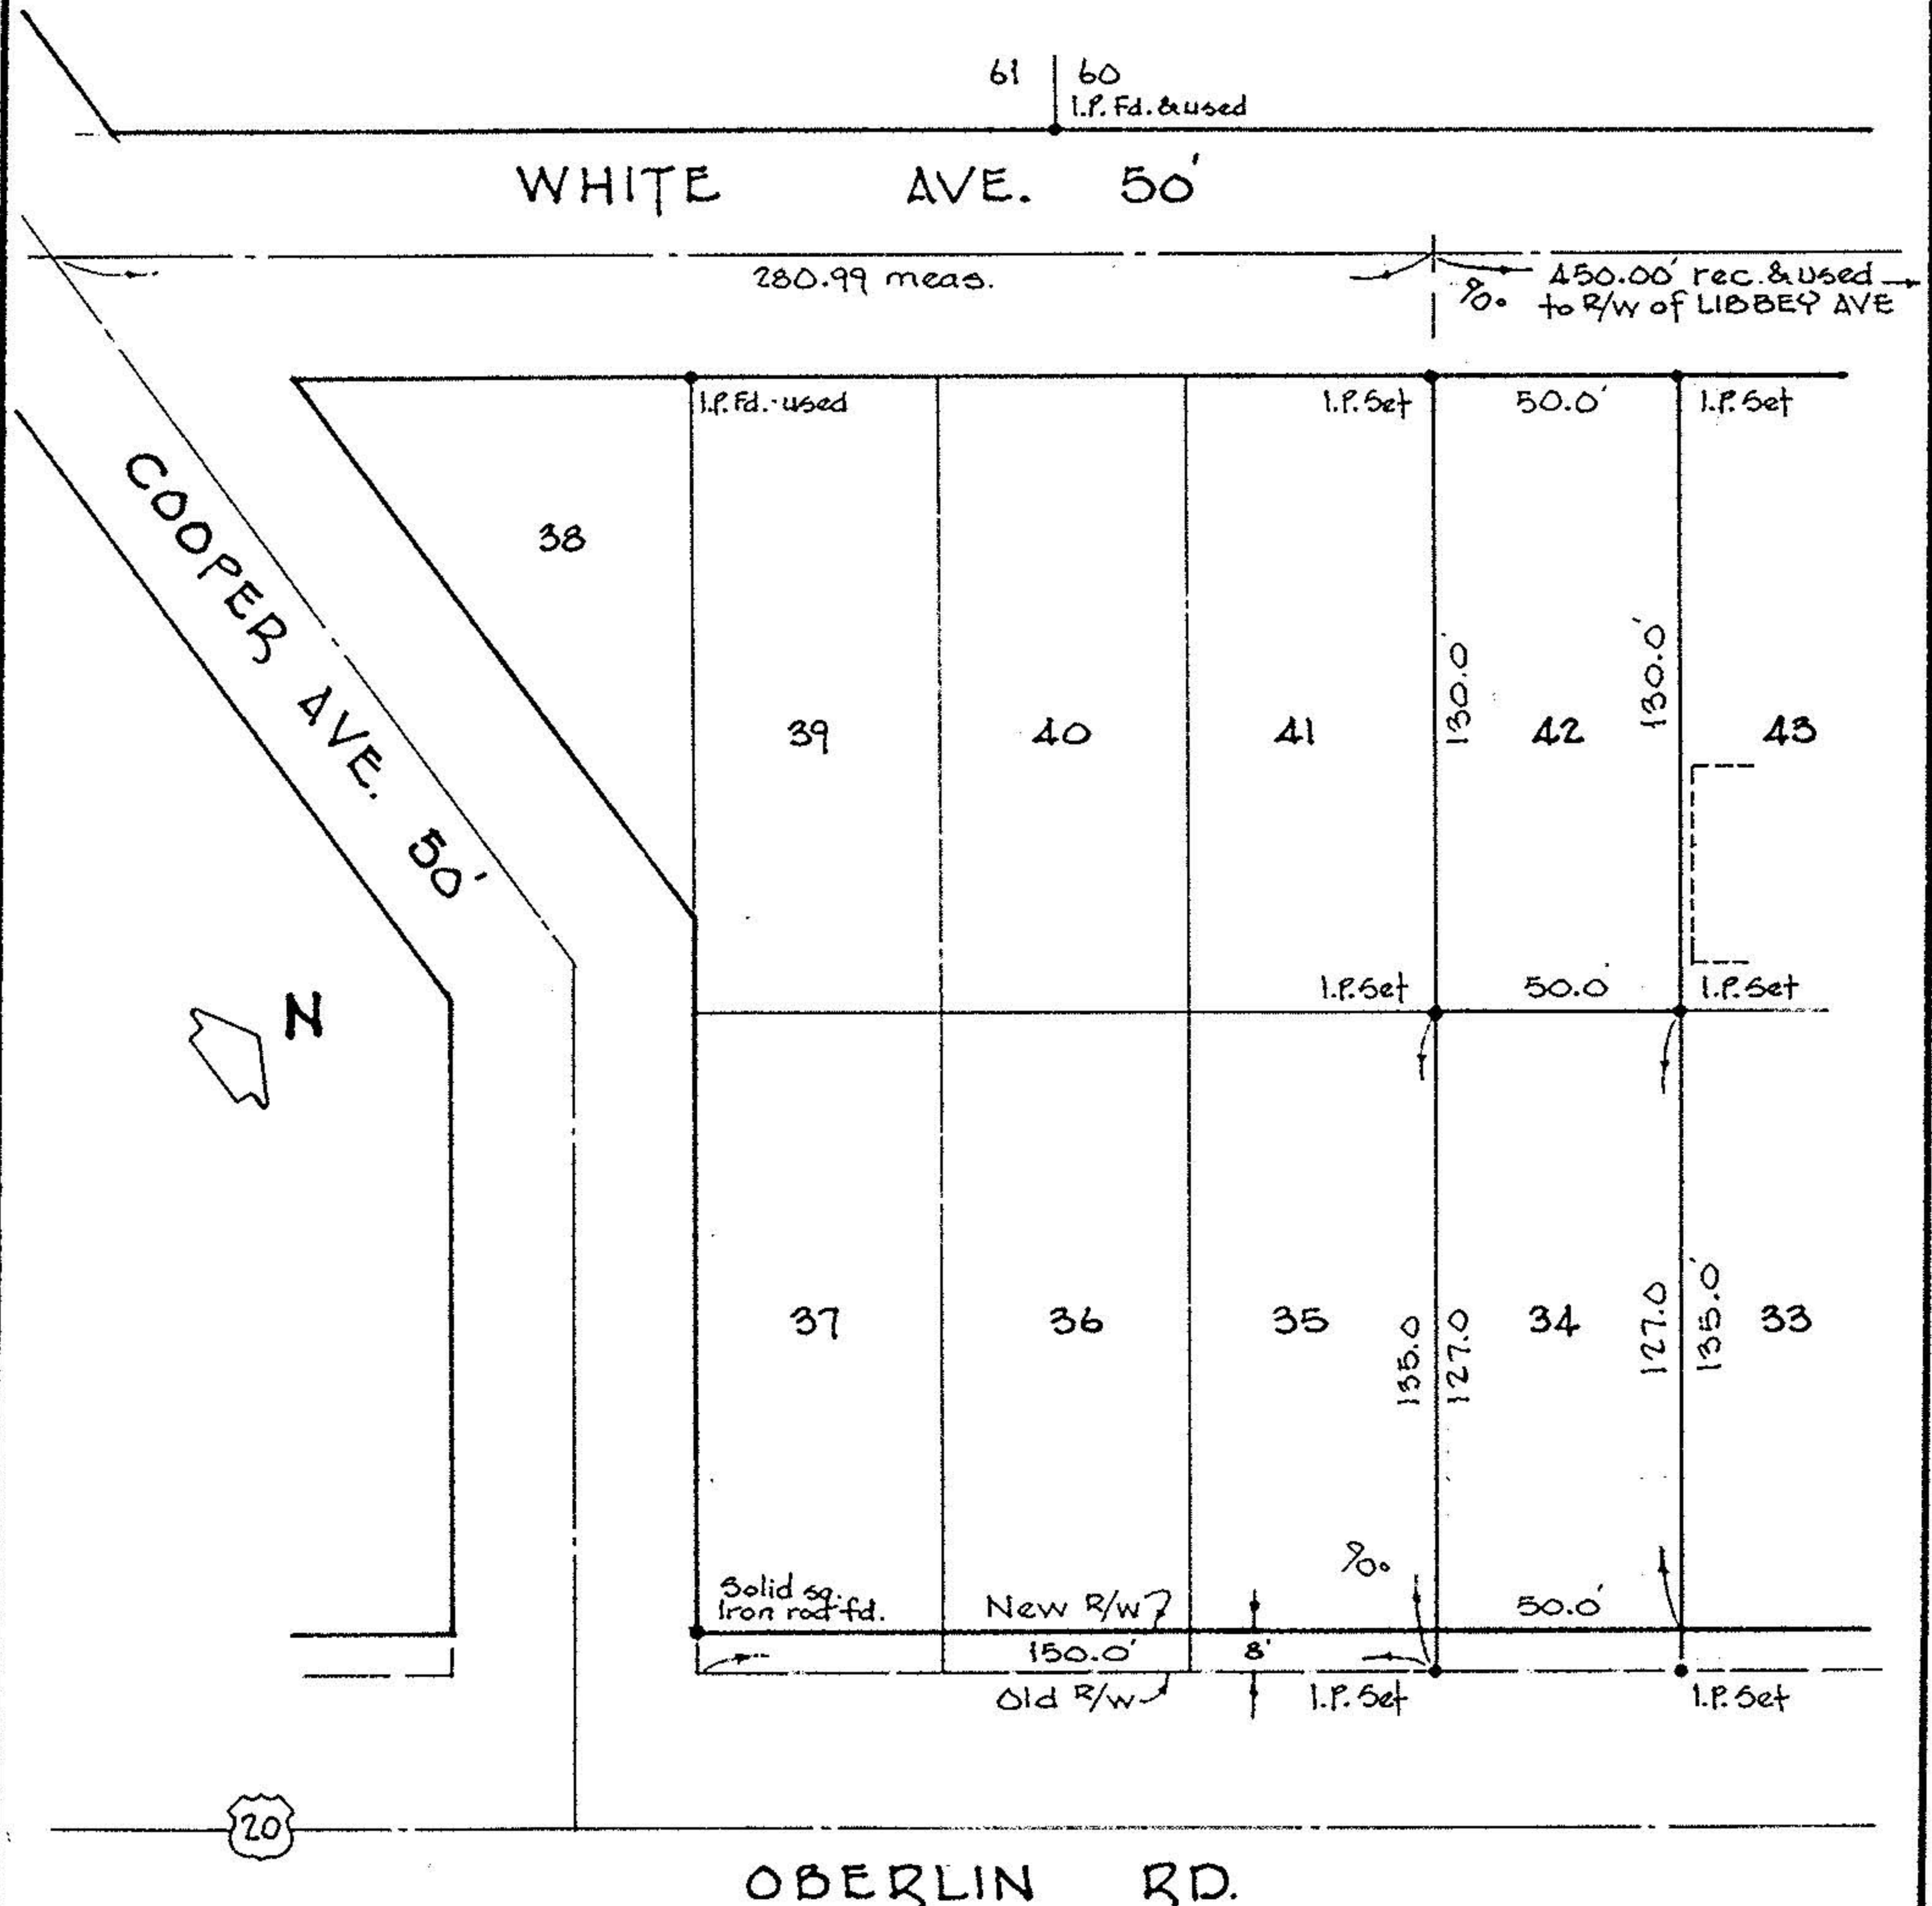 61 60
I.P. Fd. & used
WHITE AVE. 50'
280.99 meas.
450.00' rec. & used
to R/W of LIBBEY AVE
I.P. Fd. - used
I.P. Set
50.0'
I.P. Set
COOPER AVE. 50'
38
130.0'
130.0'
39
40
41
42
43
N
I.P. Set
50.0
I.P. Set
37
36
35
135.0
127.0
34
127.0
135.0'
33
Solid sq.
Iron rod fd.
New R/W
50.0'
150.0'
8'
Old R/W
I.P. Set
I.P. Set
20
OBERLIN RD.